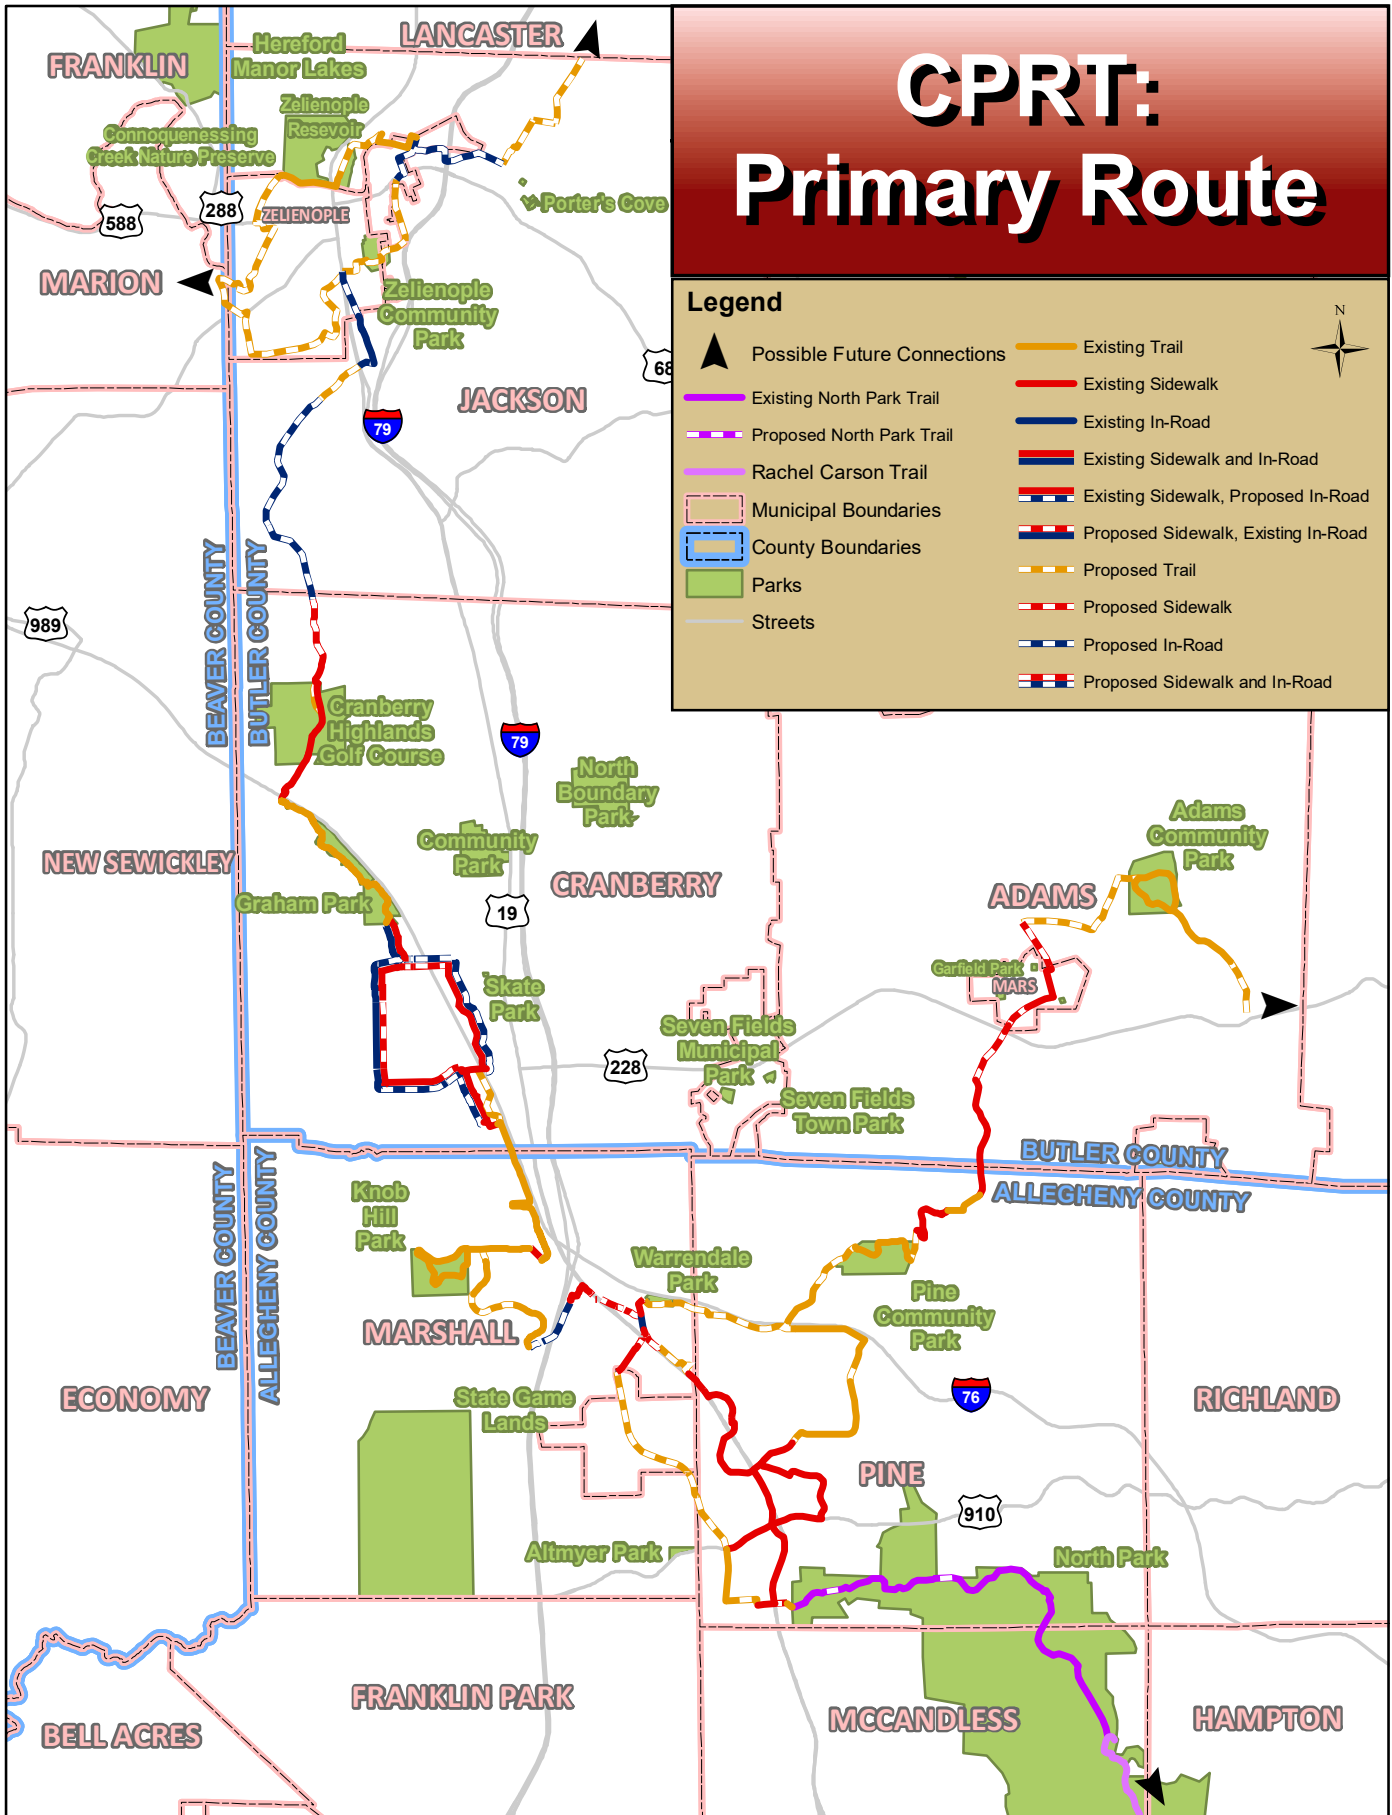 CPRT:
Primary Route
Legend
Possible Future Connections
Existing North Park Trail
Proposed North Park Trail
Rachel Carson Trail
Municipal Boundaries
County Boundaries
Parks
Streets
Existing Trail
Existing Sidewalk
Existing In-Road
Existing Sidewalk and In-Road
Existing Sidewalk, Proposed In-Road
Proposed Sidewalk, Existing In-Road
Proposed Trail
Proposed Sidewalk
Proposed In-Road
Proposed Sidewalk and In-Road
N
LANCASTER
FRANKLIN
Hereford
Manor Lakes
Zelienople
Resevoir
Connoquenessing
Creek Nature Preserve
588
288
ZELIENOPLE
Porter's Cove
MARION
Zelienople
Community
Park
68
JACKSON
79
BEAVER COUNTY
BUTLER COUNTY
989
Cranberry
Highlands
Golf Course
79
North
Boundary
Park
Community
Park
NEW SEWICKLEY
CRANBERRY
Graham Park
19
Adams
Community
Park
ADAMS
Garfield Park
MARS
Skate
Park
Seven Fields
Municipal
Park
228
Seven Fields
Town Park
BUTLER COUNTY
ALLEGHENY COUNTY
BEAVER COUNTY
ALLEGHENY COUNTY
Knob
Hill
Park
Warrendale
Park
Pine
Community
Park
MARSHALL
ECONOMY
State Game
Lands
76
RICHLAND
PINE
910
Altmyer Park
North Park
FRANKLIN PARK
BELL ACRES
MCCANDLESS
HAMPTON